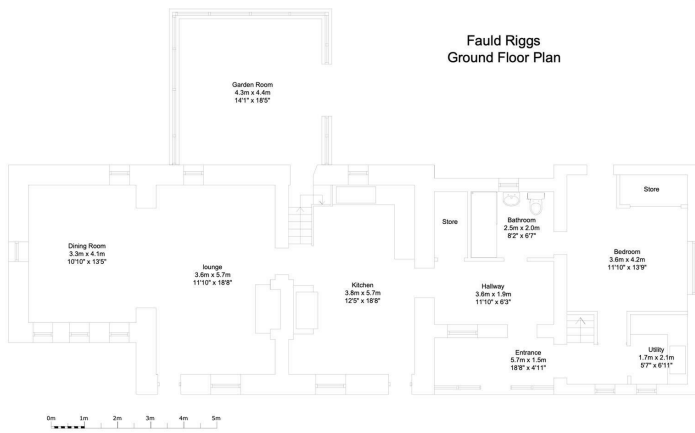 Fauld Riggs
Ground Floor Plan
Garden Room
4.3m x 4.4m
14'1" x 18'5"
Store
Store
Bathroom
2.5m x 2.0m
8'2" x 6'7"
Dining Room
3.3m x 4.1m
10'10" x 13'5"
lounge
3.6m x 5.7m
11'10" x 18'8"
Kitchen
3.8m x 5.7m
12'5" x 18'8"
Hallway
3.6m x 1.9m
11'10" x 6'3"
Bedroom
3.6m x 4.2m
11'10" x 13'9"
Entrance
5.7m x 1.5m
18'8" x 4'11"
Utility
1.7m x 2.1m
5'7" x 6'11"
0m 1m 2m 3m 4m 5m